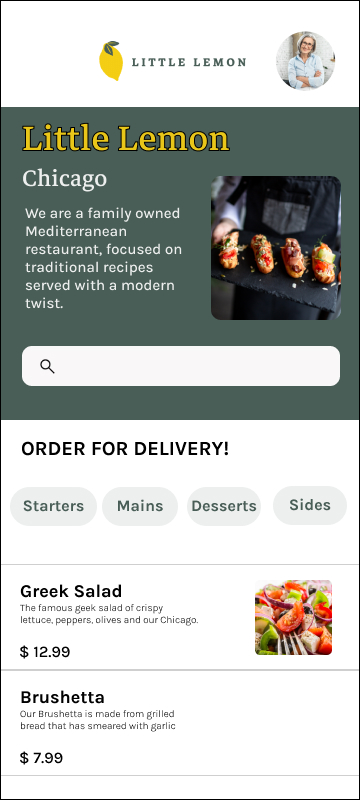 LITTLE LEMON
Little Lemon
Chicago
We are a family owned
Mediterranean
restaurant, focused on
traditional recipes
served with a modern
twist.
ORDER FOR DELIVERY!
Starters Mains Desserts Sides
Greek Salad
The famous geek salad of crispy
lettuce, peppers, olives and our Chicago.
$ 12.99
Brushetta
Our Brushetta is made from grilled
bread that has smeared with garlic
$ 7.99